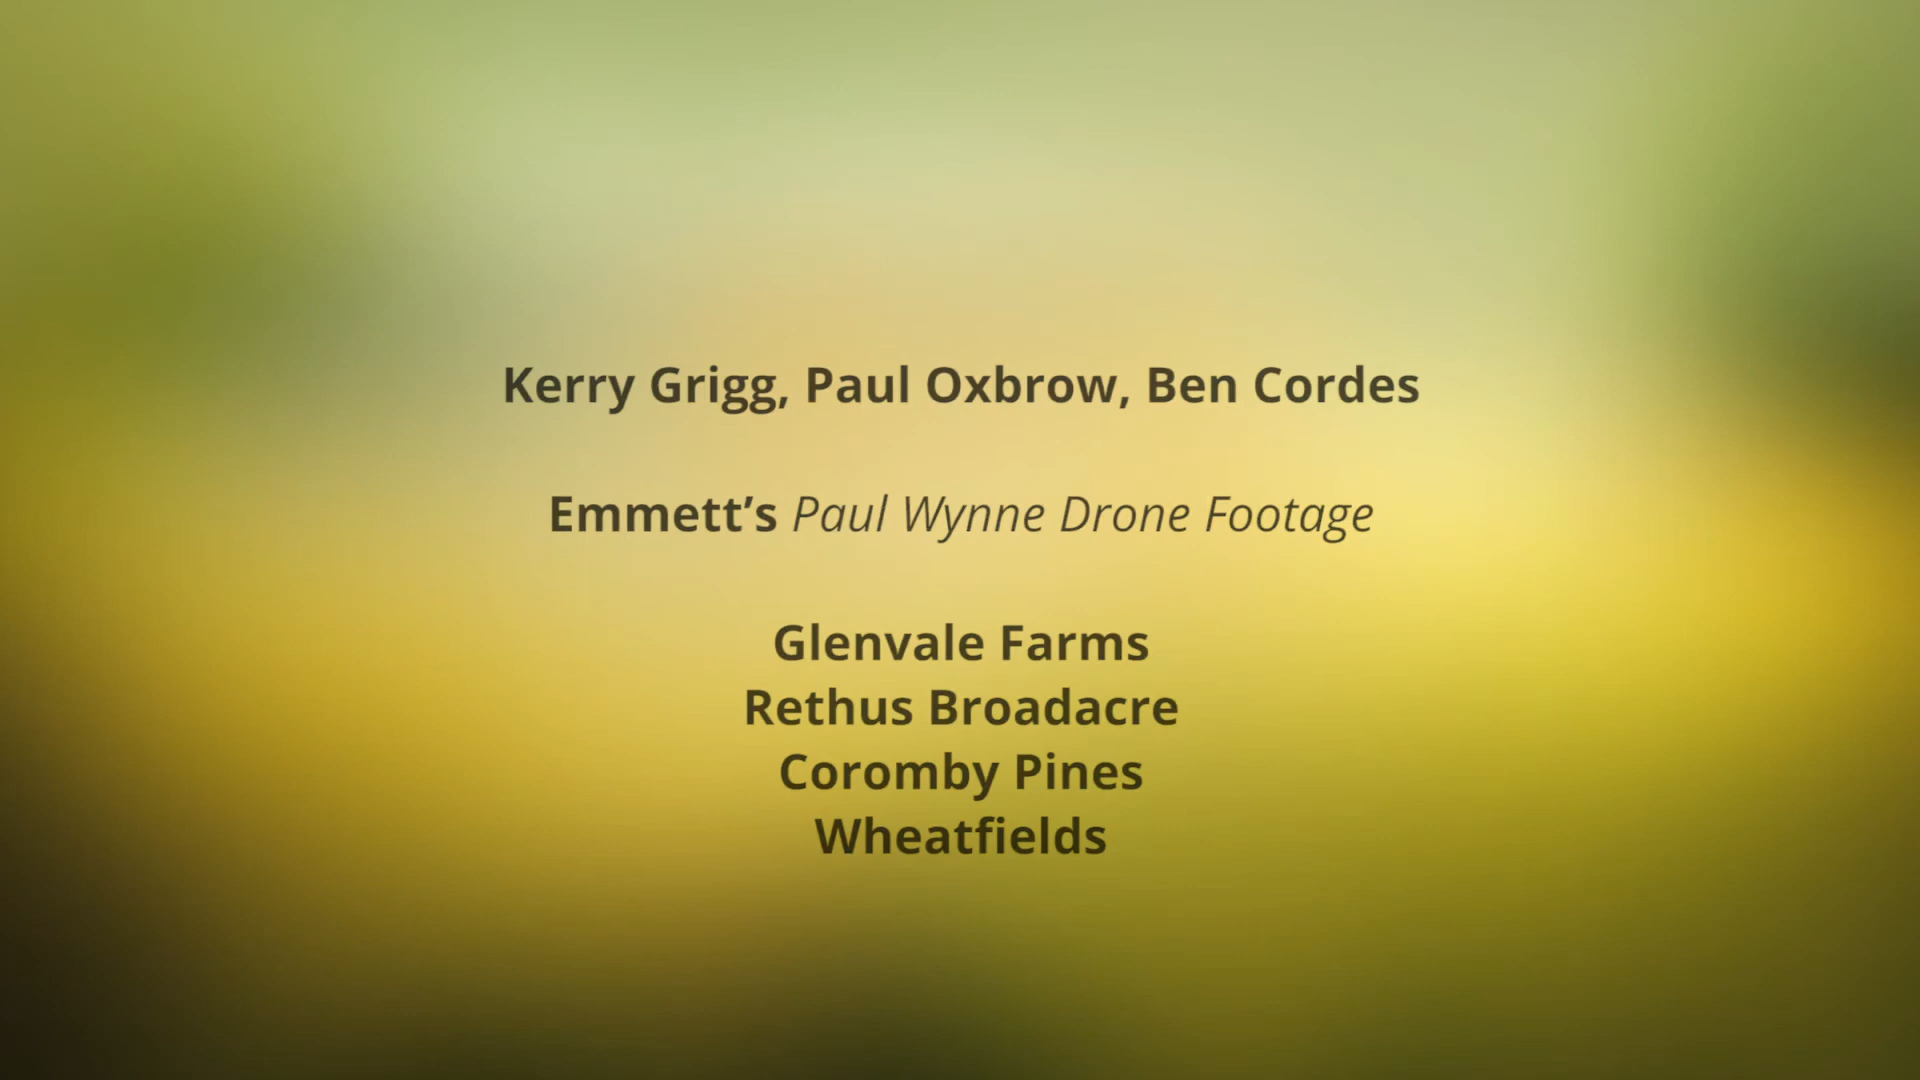 Kerry Grigg, Paul Oxbrow, Ben Cordes
Emmett’s Paul Wynne Drone Footage
Glenvale Farms
Rethus Broadacre
Coromby Pines
Wheatfields